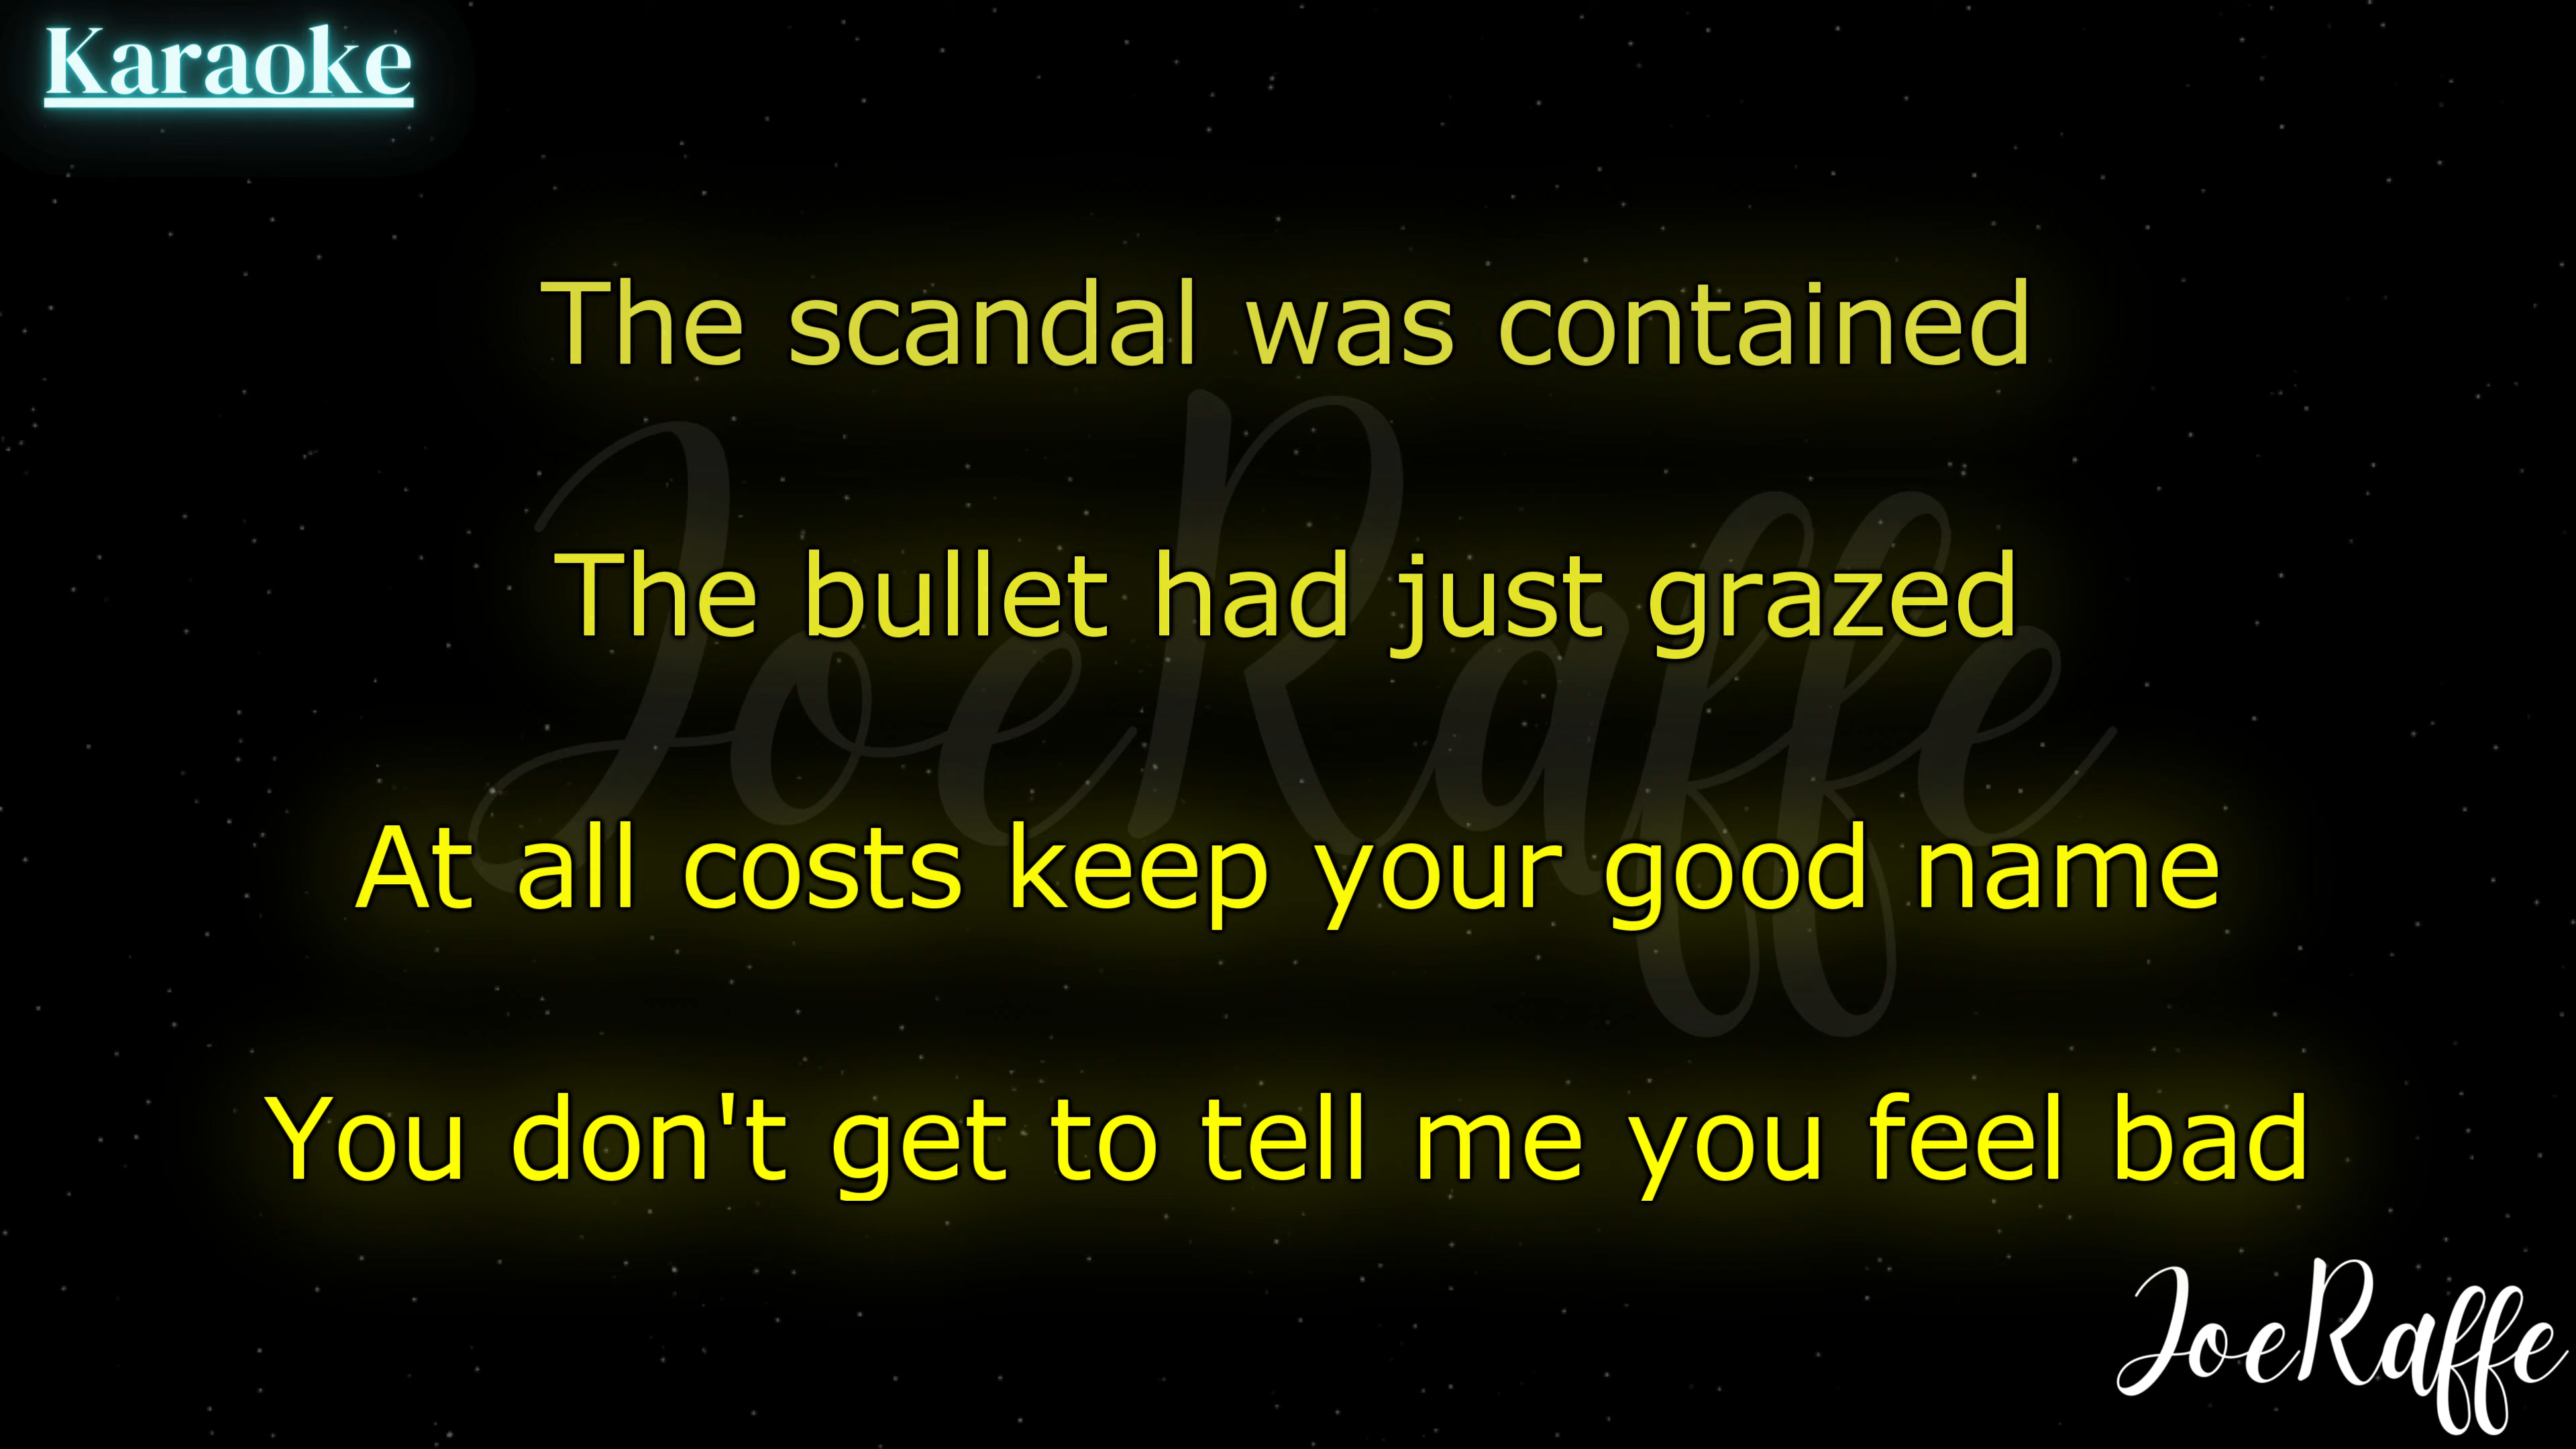 Karaoke
The scandal was contained
The bullet had just grazed
At all costs keep your good name
You don't get to tell me you feel bad
JoeRaffe
JoeRaffe